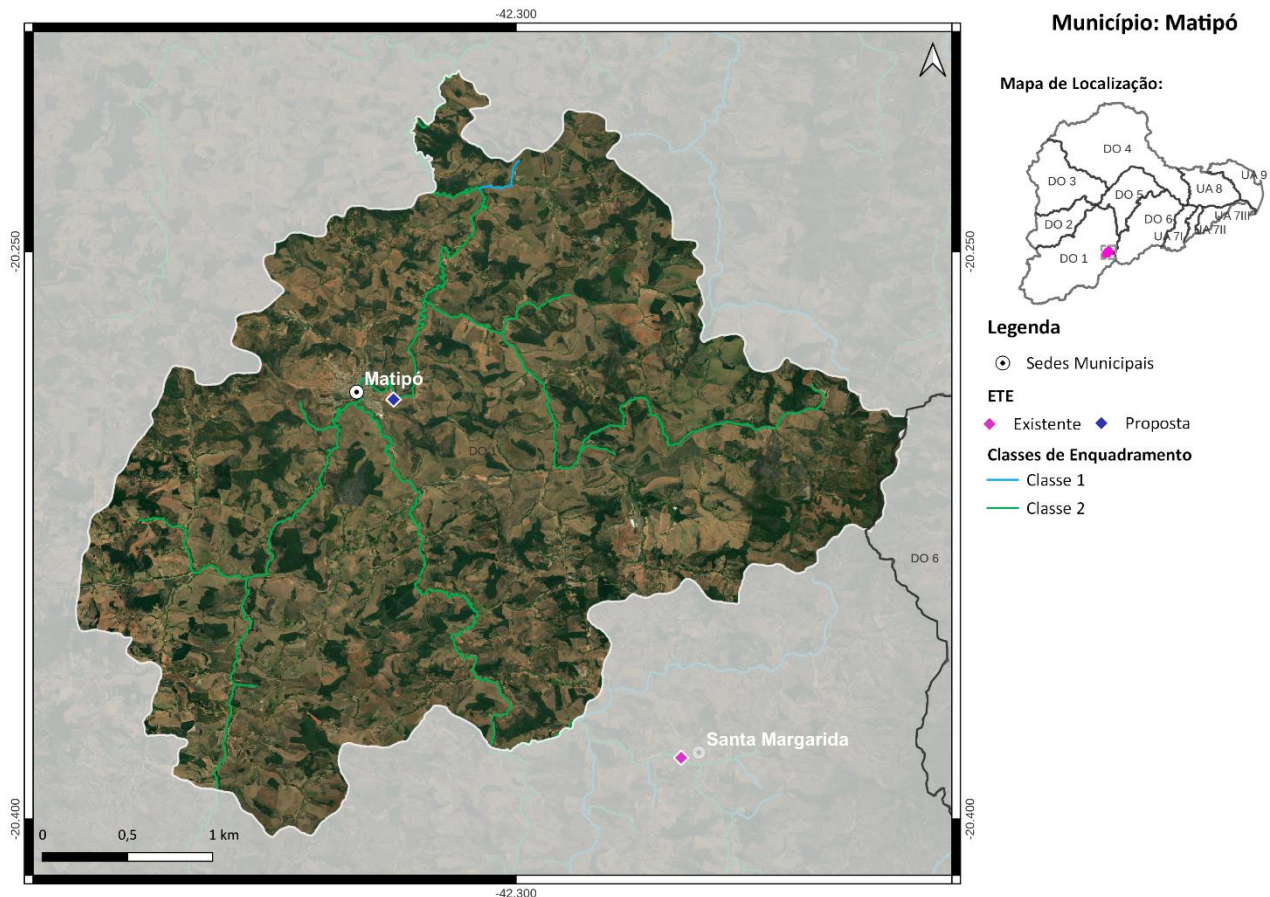 -42.300
Município: Matipó
Mapa de Localização:
DO 4
DO 3
DO 5
UA 8
UA 9
DO 2
DO 6
UA 7III
UA 7II
UA 7I
DO 1
-20.250
-20.250
Legenda
Sedes Municipais
ETE
Existente
Proposta
Classes de Enquadramento
Classe 1
Classe 2
Matipó
DO 1
DO 6
Santa Margarida
-20.400
-20.400
0 0,5 1 km
-42.300